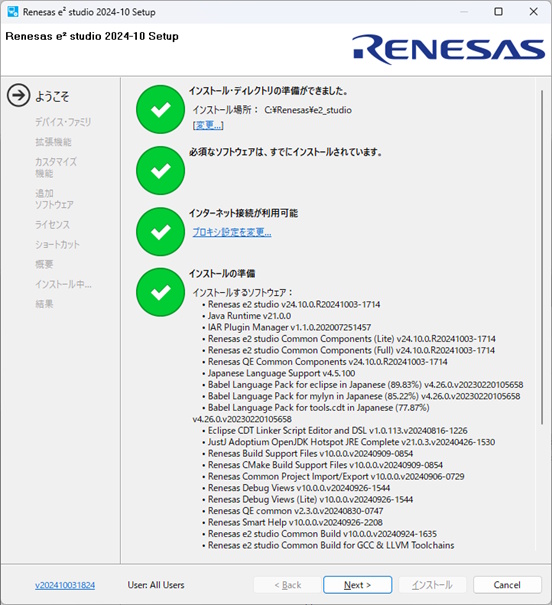 Renesas e² studio 2024-10 Setup
Renesas e² studio 2024-10 Setup
RENESAS
ようこそ
デバイス・ファミリ
拡張機能
カスタマイズ
機能
追加
ソフトウェア
ライセンス
ショートカット
概要
インストール中...
結果
インストール・ディレクトリの準備ができました。
インストール場所： C:¥Renesas¥e2_studio
[変更...]
必須なソフトウェアは、すでにインストールされています。
インターネット接続が利用可能
プロキシ設定を変更...
インストールの準備
インストールするソフトウェア：
• Renesas e2 studio v24.10.0.R20241003-1714
• Java Runtime v21.0.0
• IAR Plugin Manager v1.1.0.202007251457
• Renesas e2 studio Common Components (Lite) v24.10.0.R20241003-1714
• Renesas e2 studio Common Components (Full) v24.10.0.R20241003-1714
• Renesas QE Common Components v24.10.0.R20241003-1714
• Japanese Language Support v4.5.100
• Babel Language Pack for eclipse in Japanese (89.83%) v4.26.0.v20230220105658
• Babel Language Pack for mylyn in Japanese (85.22%) v4.26.0.v20230220105658
• Babel Language Pack for tools.cdt in Japanese (77.87%)
v4.26.0.v20230220105658
• Eclipse CDT Linker Script Editor and DSL v1.0.113.v20240816-1226
• JustJ Adoptium OpenJDK Hotspot JRE Complete v21.0.3.v20240426-1530
• Renesas Build Support Files v10.0.0.v20240909-0854
• Renesas CMake Build Support Files v10.0.0.v20240909-0854
• Renesas Common Project Import/Export v10.0.0.v20240906-0729
• Renesas Debug Views v10.0.0.v20240926-1544
• Renesas Debug Views (Lite) v10.0.0.v20240926-1544
• Renesas QE common v2.3.0.v20240830-0747
• Renesas Smart Help v10.0.0.v20240926-2208
• Renesas e2 studio Common Build v10.0.0.v20240924-1635
• Renesas e2 studio Common Build for GCC & LLVM Toolchains
v202410031824
User: All Users
< Back
Next >
インストール
Cancel